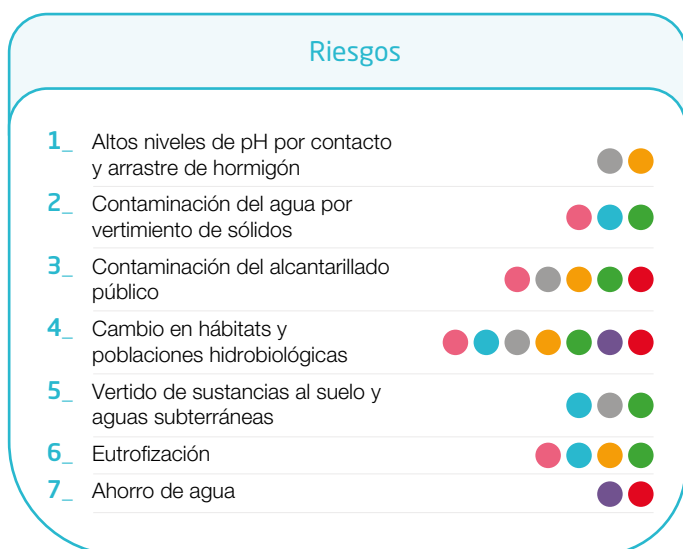 Riesgos
1_ Altos niveles de pH por contacto
y arrastre de hormigón
2_ Contaminación del agua por
vertimiento de sólidos
3_ Contaminación del alcantarillado
público
4_ Cambio en hábitats y
poblaciones hidrobiológicas
5_ Vertido de sustancias al suelo y
aguas subterráneas
6_ Eutrofización
7_ Ahorro de agua